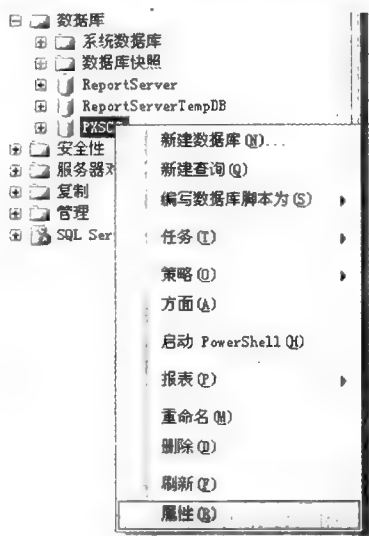 数据库
系统数据库
数据库快照
ReportServer
ReportServerTempDB
PXSC
安全性
服务器对
复制
管理
SQL Ser
新建数据库(N)...
新建查询(Q)
编写数据库脚本为(S)
任务(T)
策略(O)
方面(A)
启动 PowerShell(H)
报表(P)
重命名(M)
删除(D)
刷新(F)
属性(R)